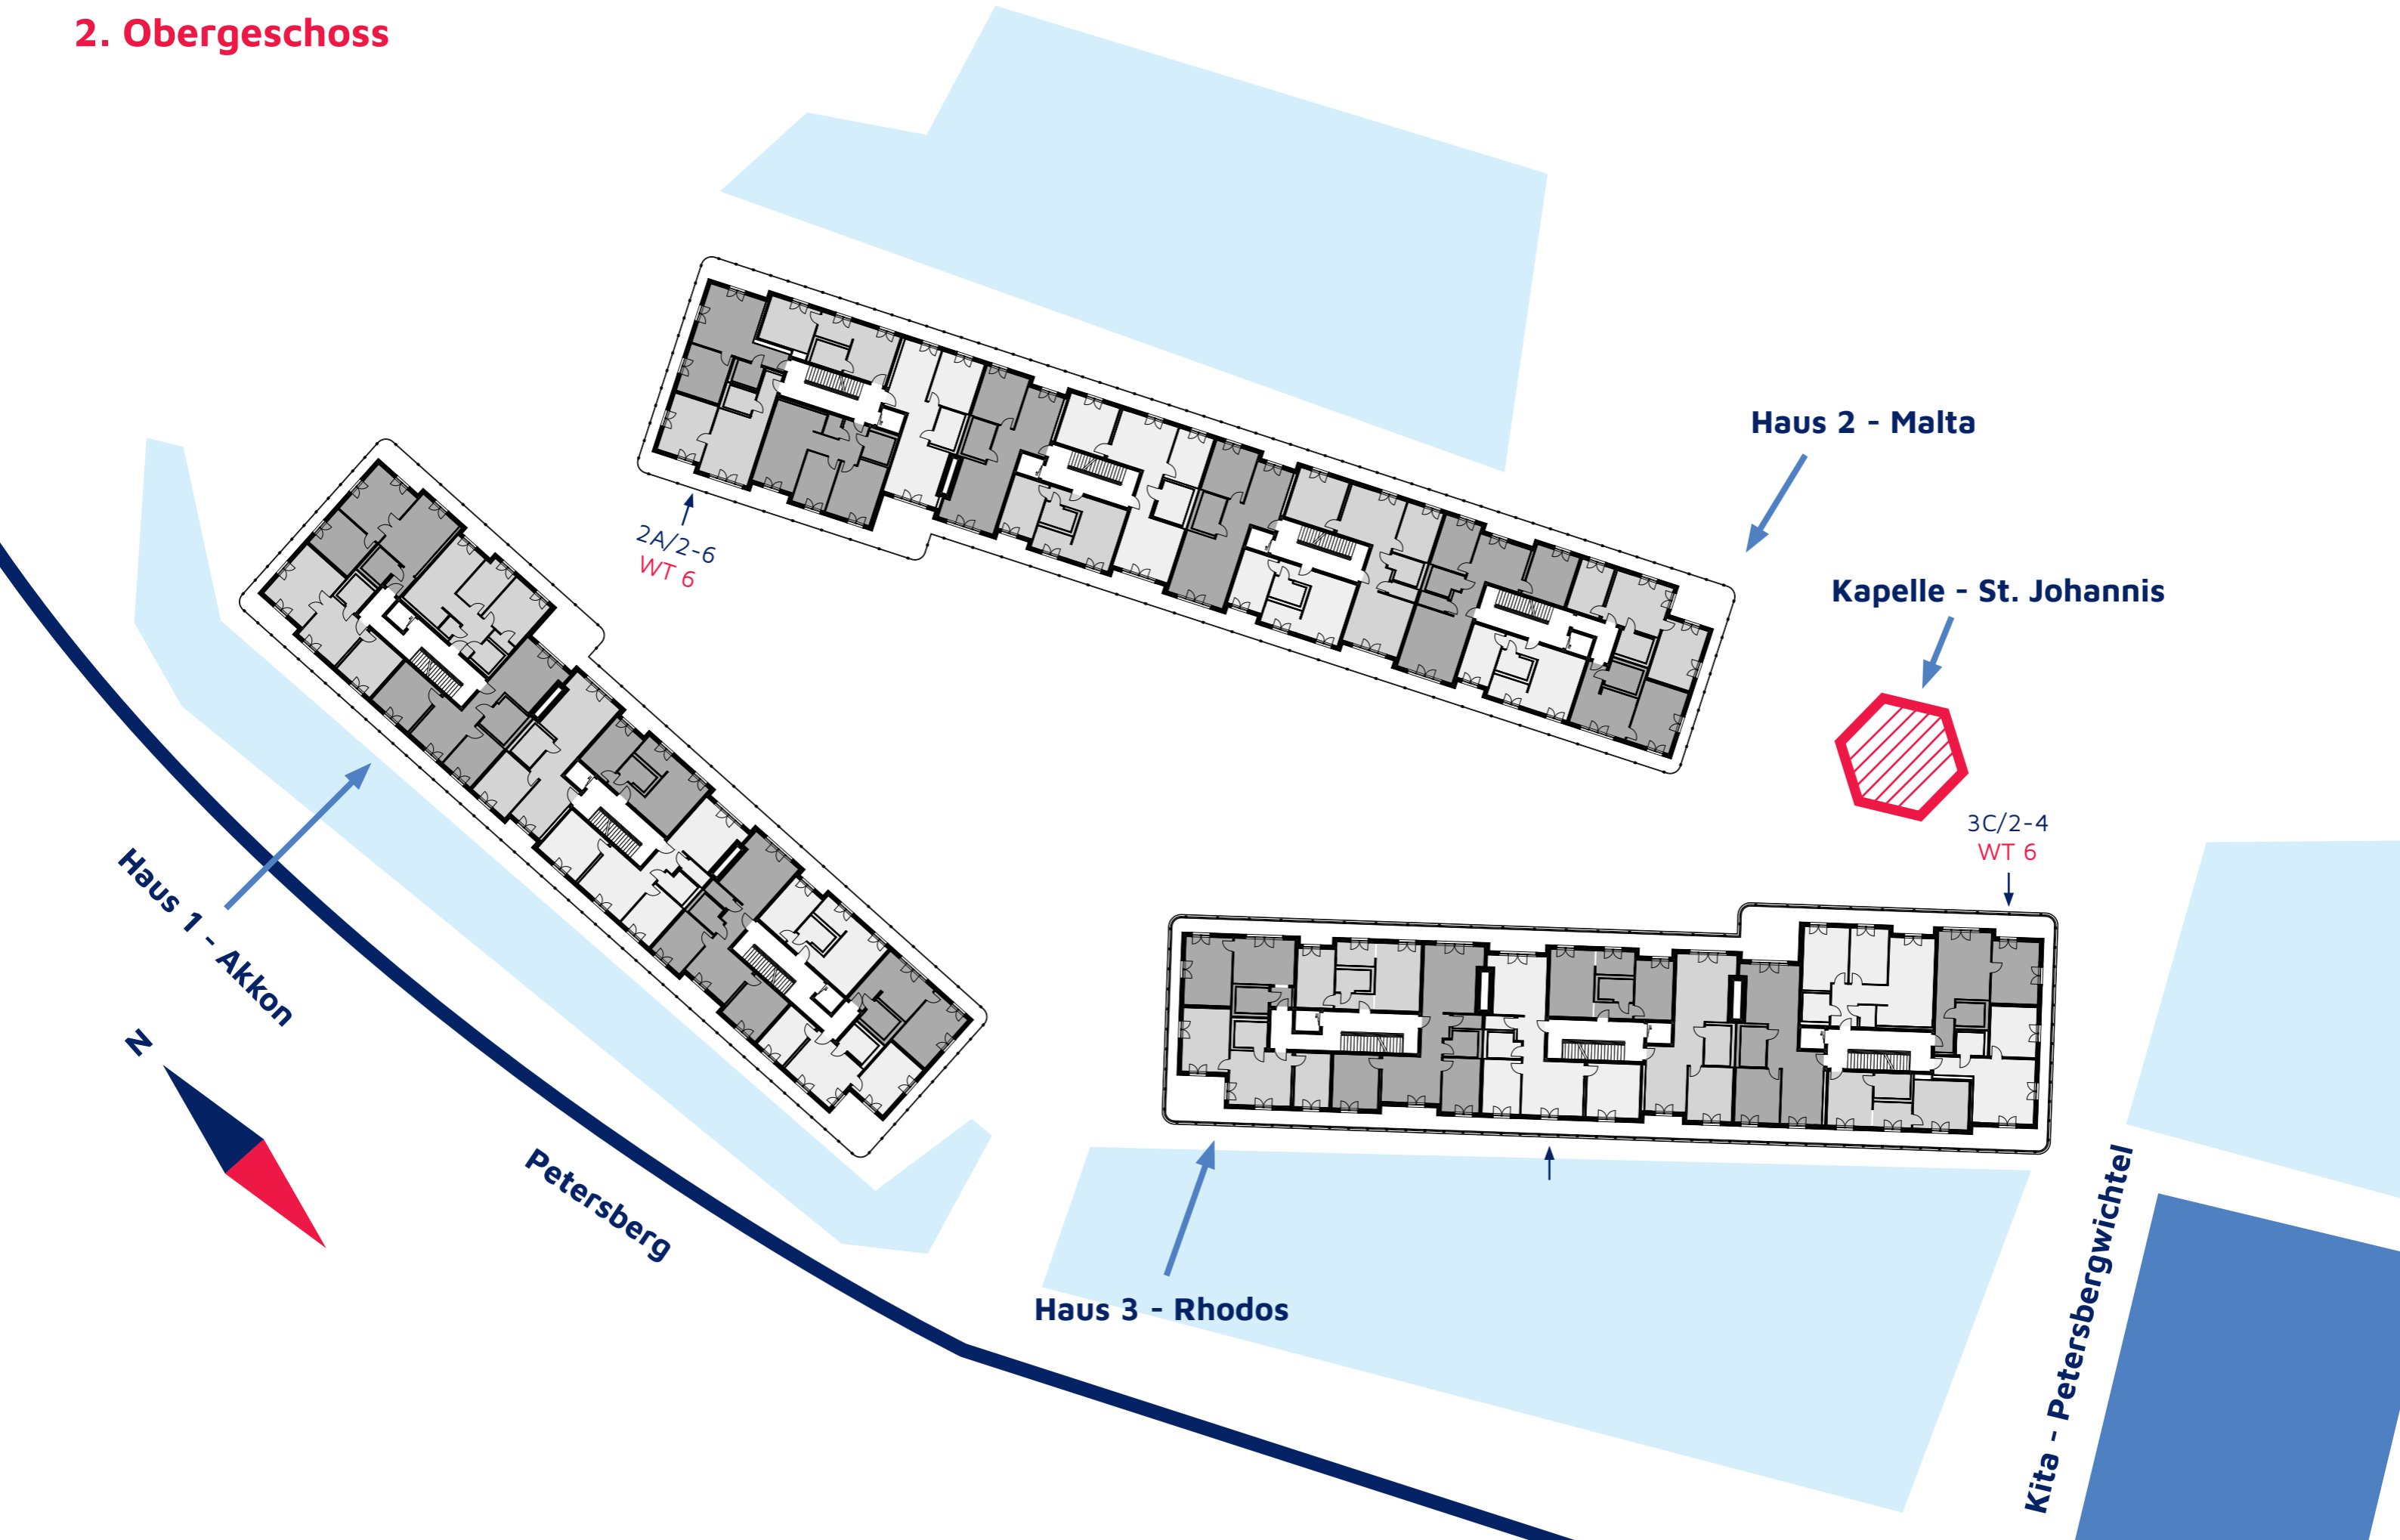 2. Obergeschoss
Haus 2 - Malta
2A/2-6
WT 6
Kapelle - St. Johannis
3C/2-4
WT 6
Haus 1 - Akkon
N
Petersberg
Haus 3 - Rhodos
Kita - Petersbergwichtel